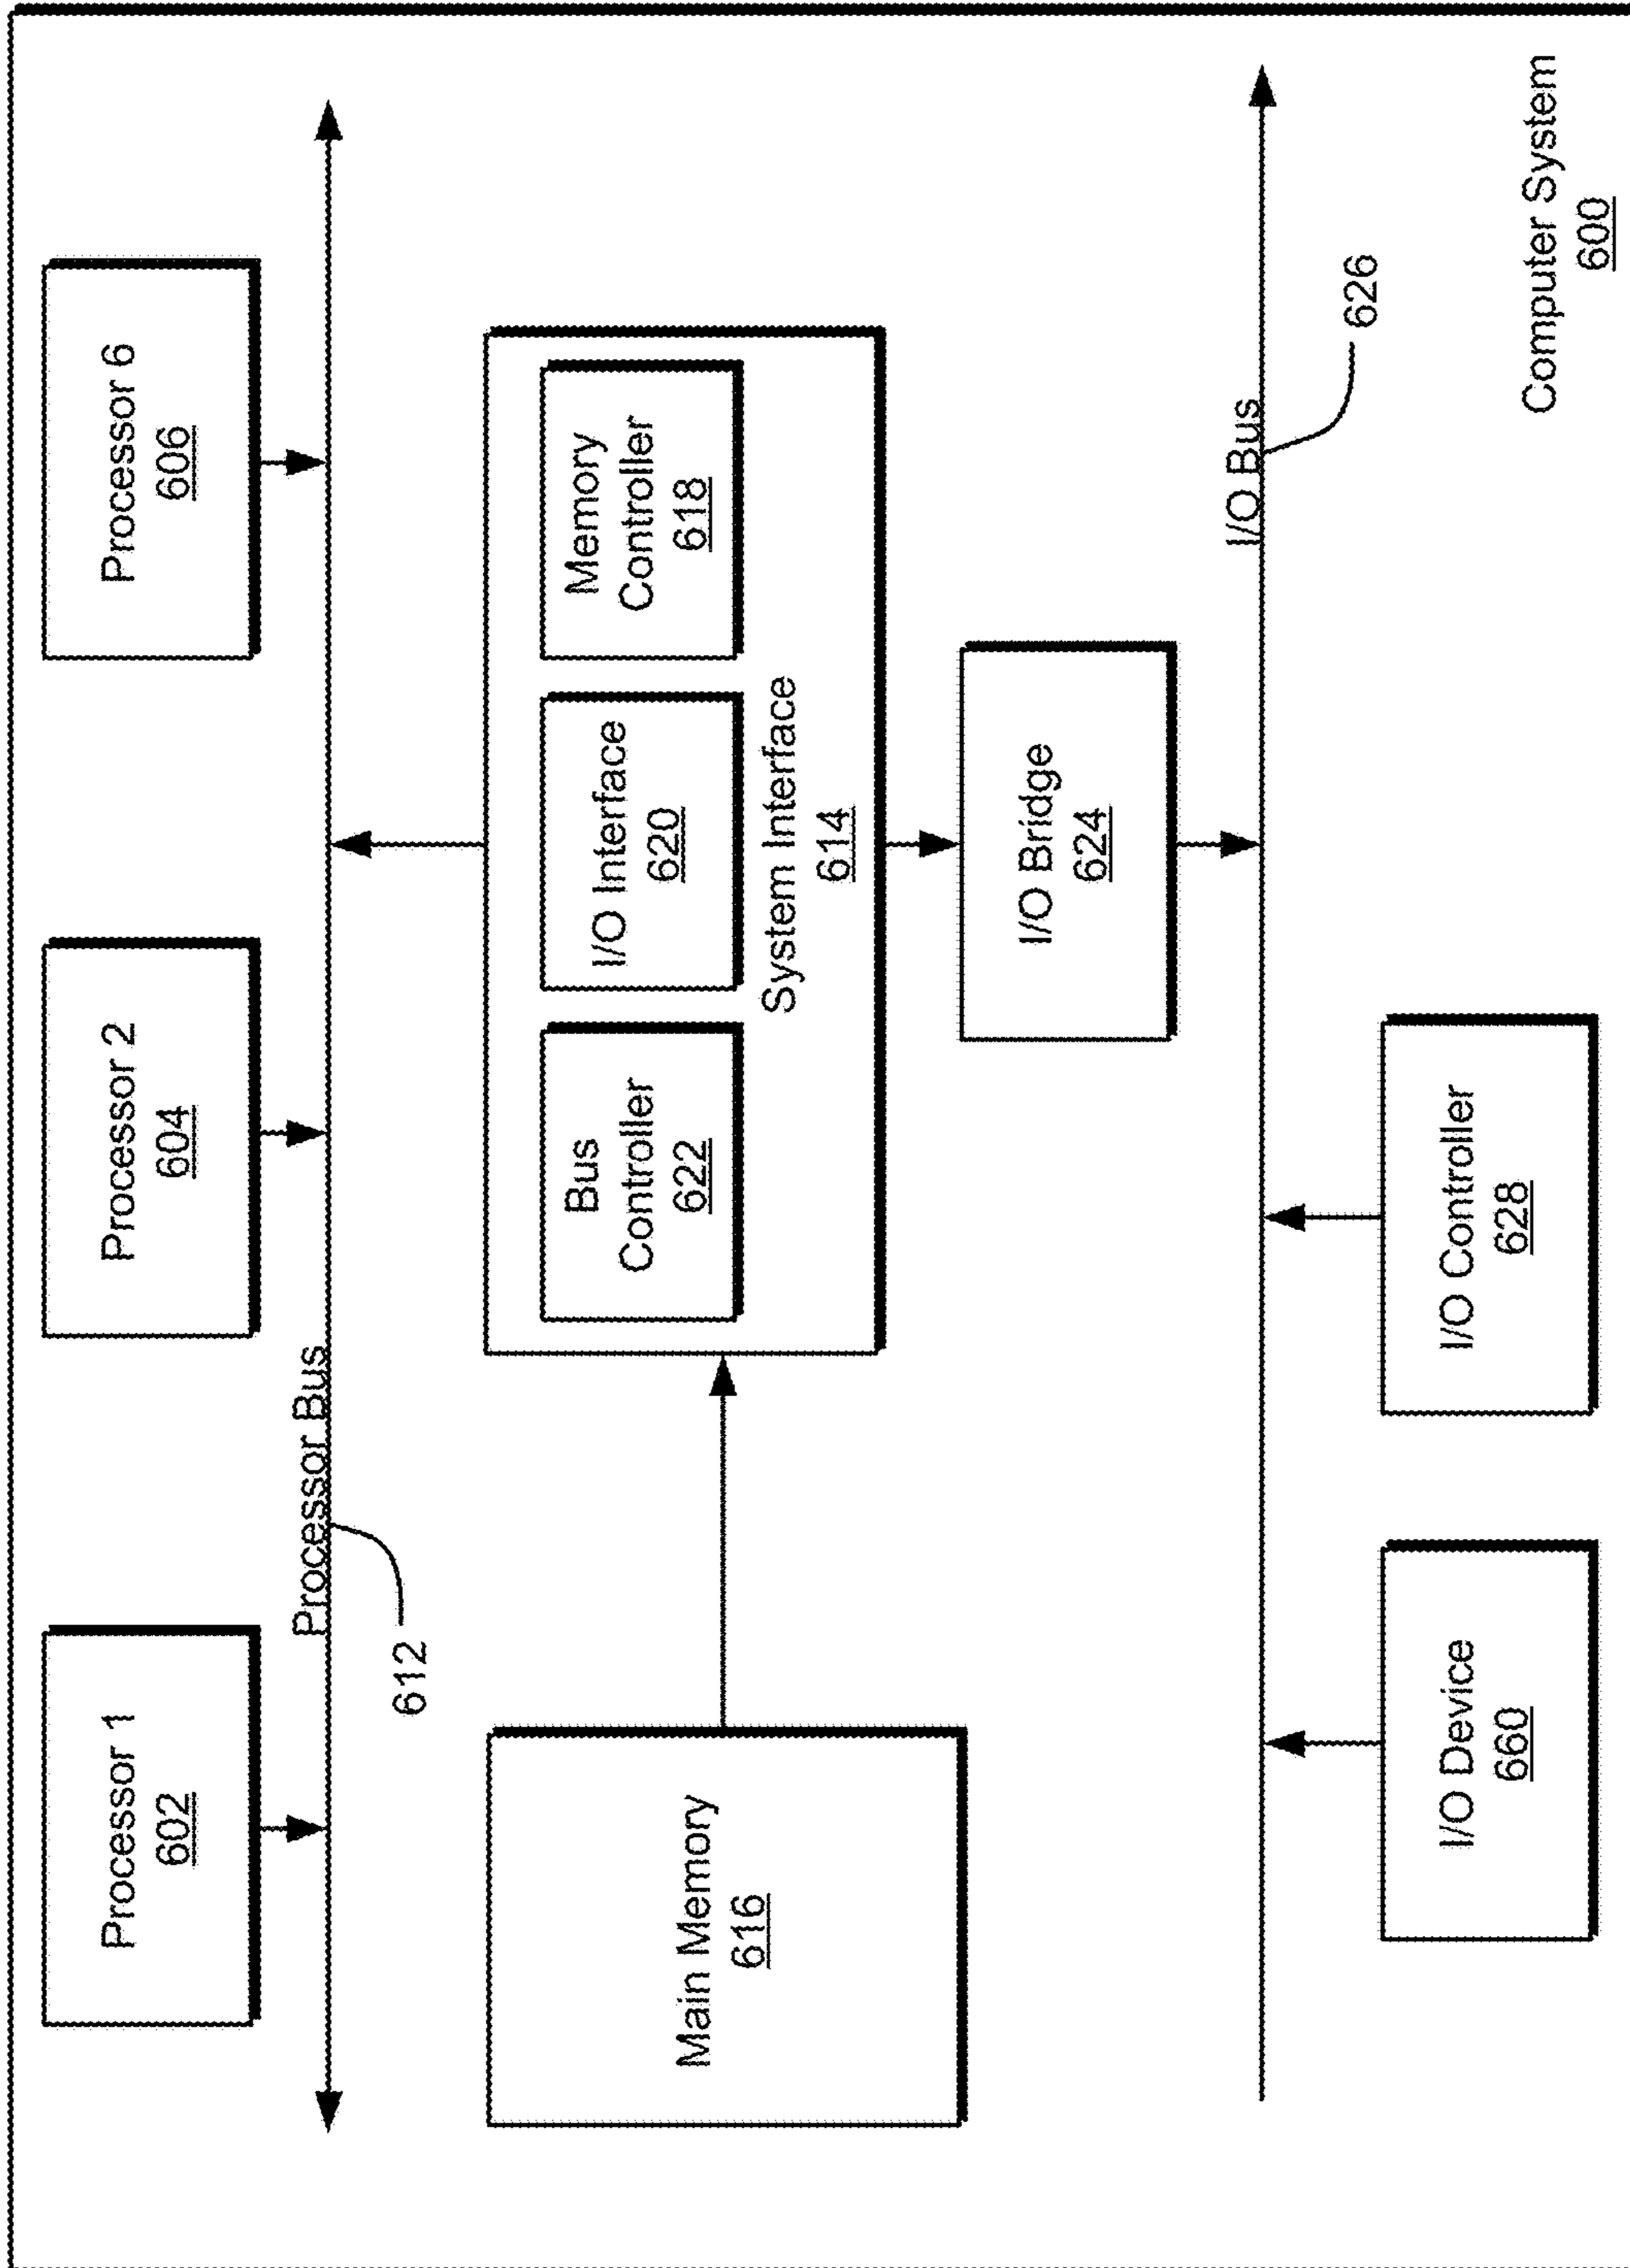 Processor 1
602
Processor 2
604
Processor 6
606
Processor Bus
612
Main Memory
616
Bus
Controller
622
I/O Interface
620
Memory
Controller
618
System Interface
614
I/O Bridge
624
I/O Bus
626
I/O Device
660
I/O Controller
628
Computer System
600